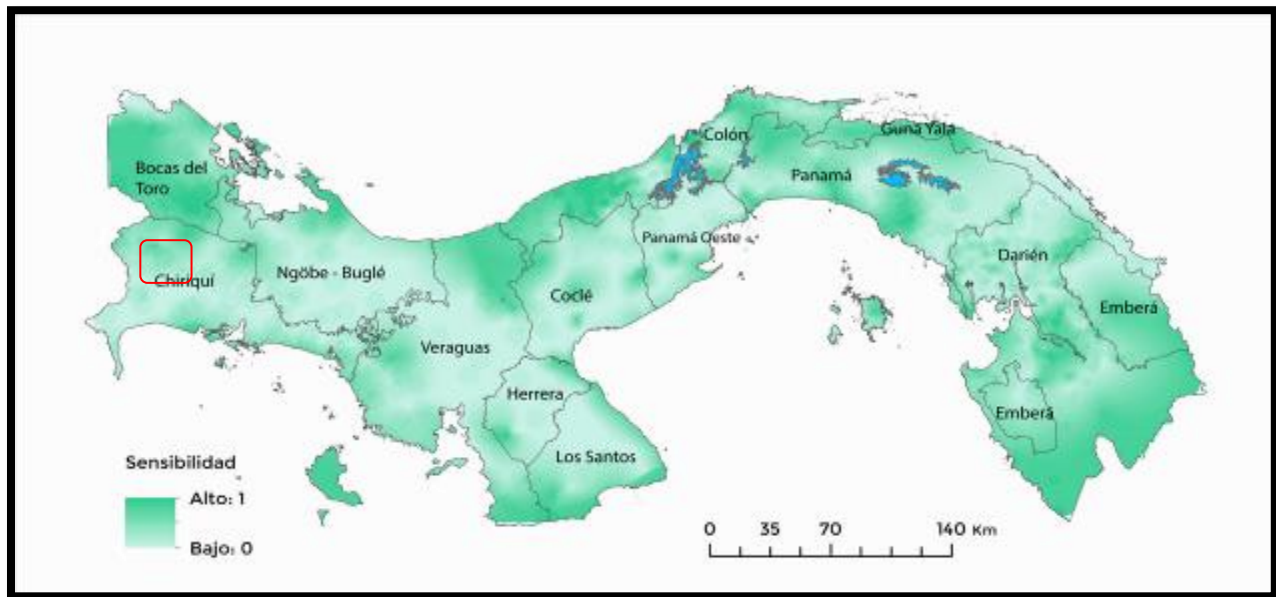 Colón
Guna Yala
Bocas del
Toro
Panamá
Panamá Oeste
Darién
Chiriquí
Ngöbe - Buglé
Coclé
Emberá
Veraguas
Herrera
Emberá
Los Santos
Sensibilidad
Alto: 1
Bajo: 0
0 35 70 140 Km